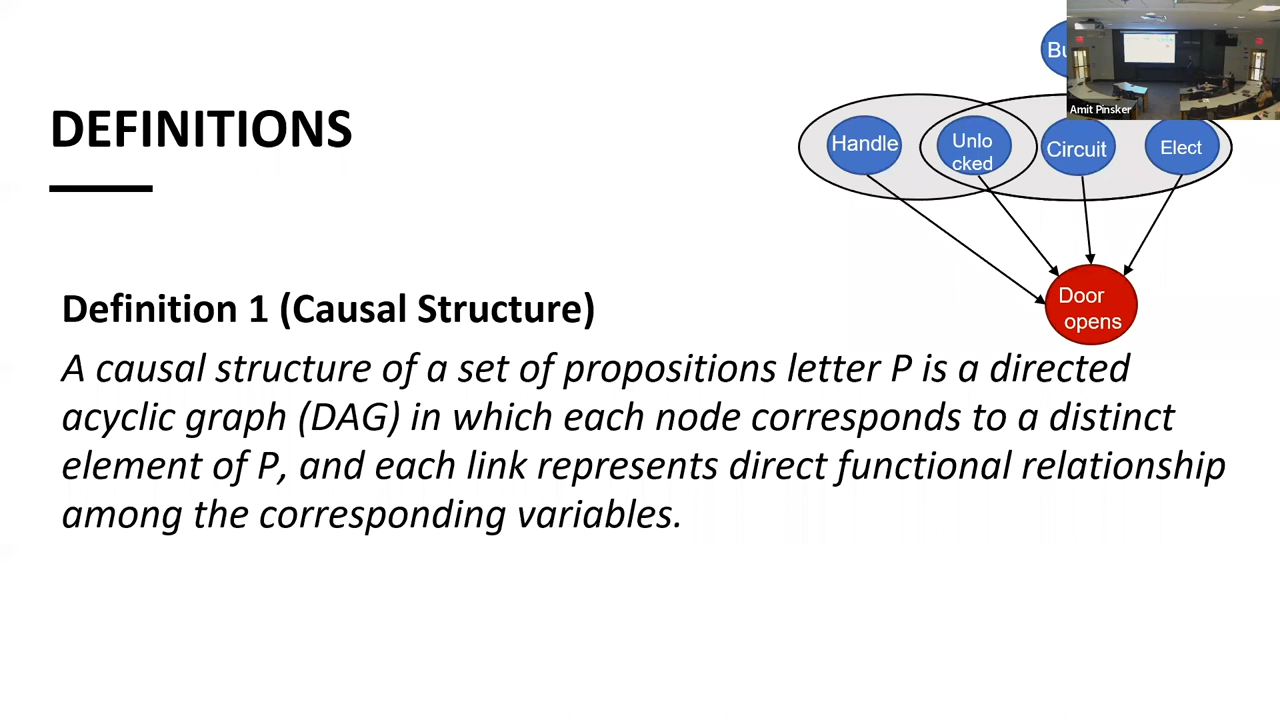 DEFINITIONS
Bu
Amit Pinsker
Handle
Unlo
cked
Circuit
Elect
Door
opens
Definition 1 (Causal Structure)
A causal structure of a set of propositions letter P is a directed
acyclic graph (DAG) in which each node corresponds to a distinct
element of P, and each link represents direct functional relationship
among the corresponding variables.